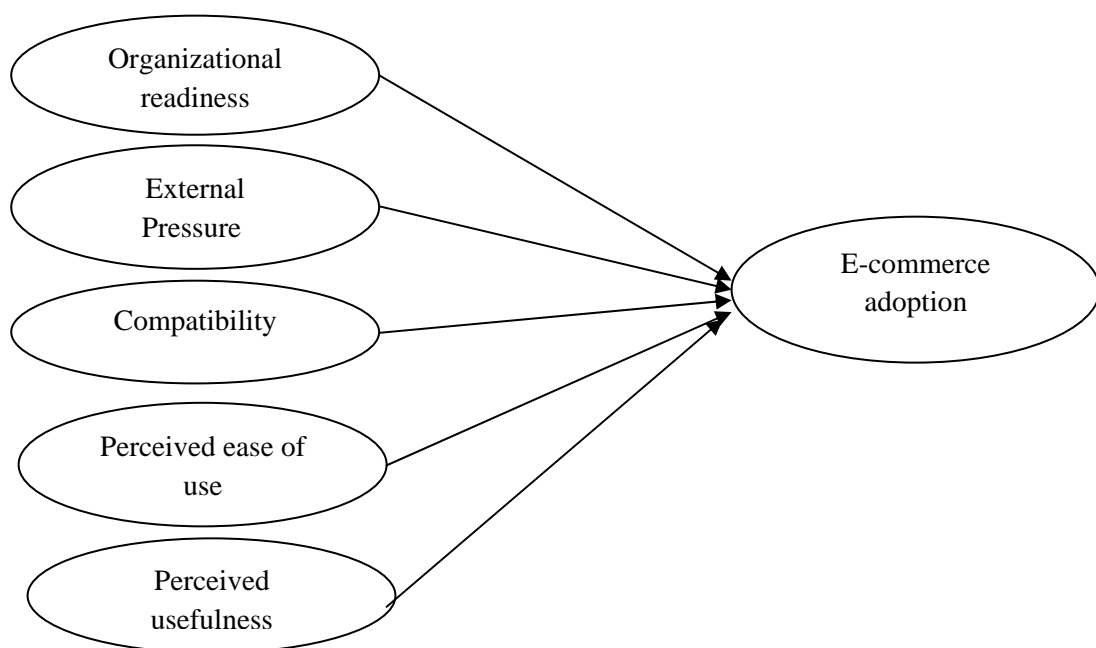 Organizational
readiness
External
Pressure
Compatibility
Perceived ease of
use
Perceived
usefulness
E-commerce
adoption